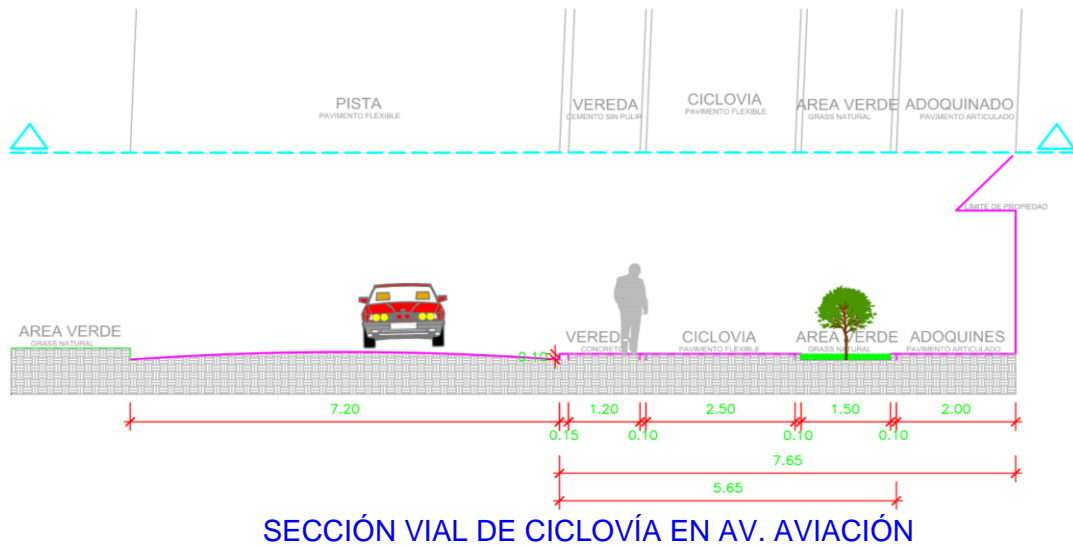 PISTA
PAVIMENTO FLEXIBLE
VEREDA
CEMENTO SIN PULIR
CICLOVIA
PAVIMENTO FLEXIBLE
AREA VERDE
GRASS NATURAL
ADOQUINADO
PAVIMENTO ARTICULADO
LIMITE DE PROPIEDAD
AREA VERDE
GRASS NATURAL
0.10
VEREDA
CONCRETO
CICLOVIA
PAVIMENTO FLEXIBLE
AREA VERDE
GRASS NATURAL
ADOQUINES
PAVIMENTO ARTICULADO
7.20
1.20
2.50
1.50
2.00
0.15
0.10
0.10
0.10
7.65
5.65
SECCIÓN VIAL DE CICLOVÍA EN AV. AVIACIÓN